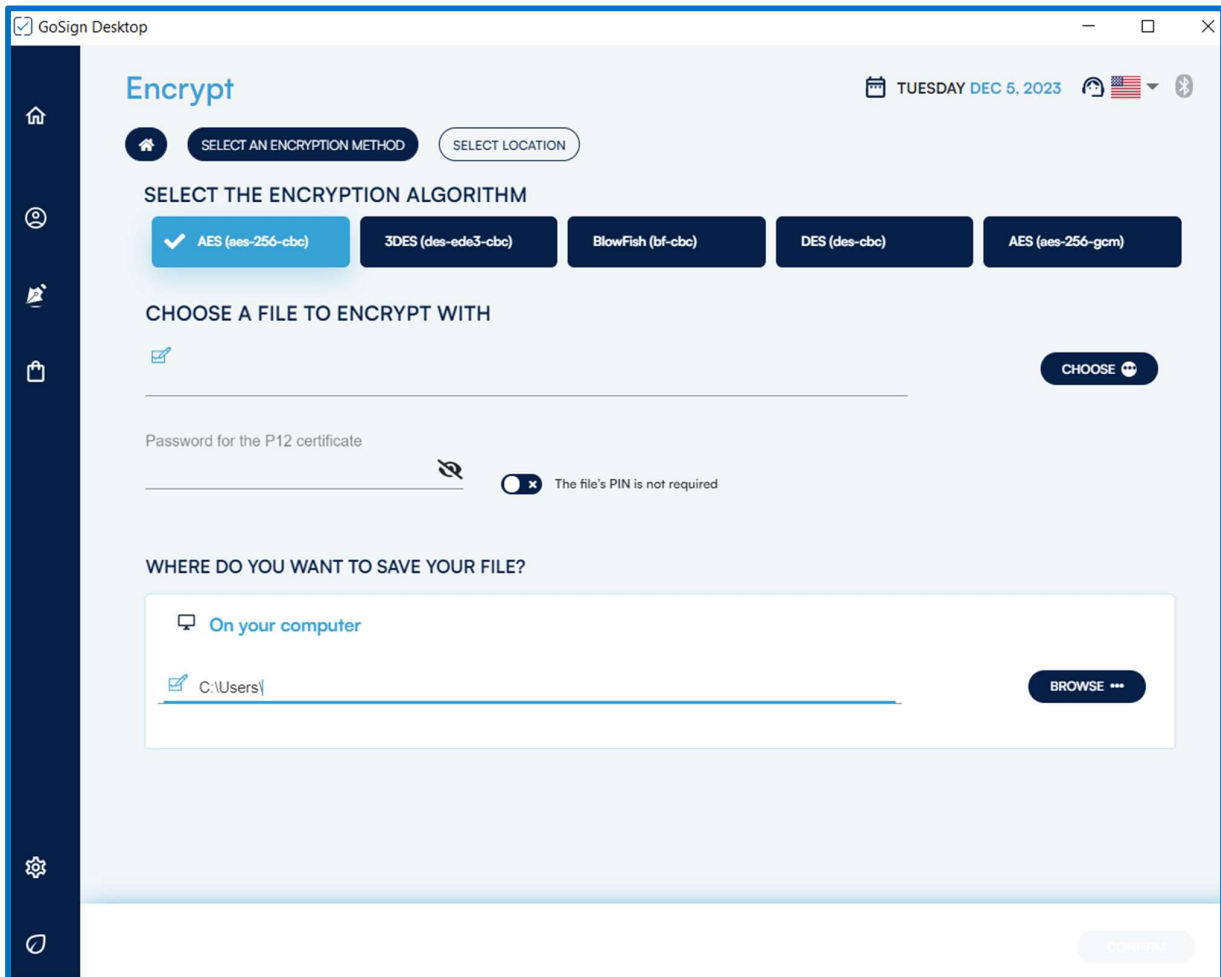 GoSign Desktop
Encrypt
TUESDAY DEC 5, 2023
SELECT AN ENCRYPTION METHOD
SELECT LOCATION
SELECT THE ENCRYPTION ALGORITHM
AES (aes-256-cbc)
3DES (des-ede3-cbc)
BlowFish (bf-cbc)
DES (des-cbc)
AES (aes-256-gcm)
CHOOSE A FILE TO ENCRYPT WITH
CHOOSE
Password for the P12 certificate
The file's PIN is not required
WHERE DO YOU WANT TO SAVE YOUR FILE?
On your computer
C:\Users\
BROWSE
CONFIRM